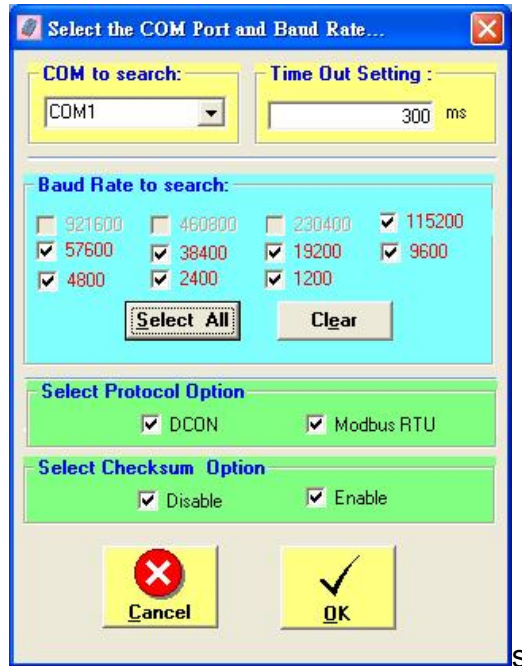 Select the COM Port and Baud Rate...
COM to search:
COM1
Time Out Setting :
300 ms
Baud Rate to search:
921600 460800 230400 115200
57600 38400 19200 9600
4800 2400 1200
Select All Clear
Select Protocol Option
DCON Modbus RTU
Select Checksum Option
Disable Enable
Cancel OK
s